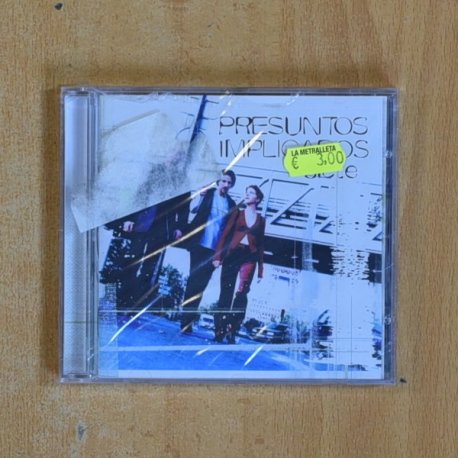 PRESUNTOS
IMPLICADOS
LA METRALLETA
€ 3,00